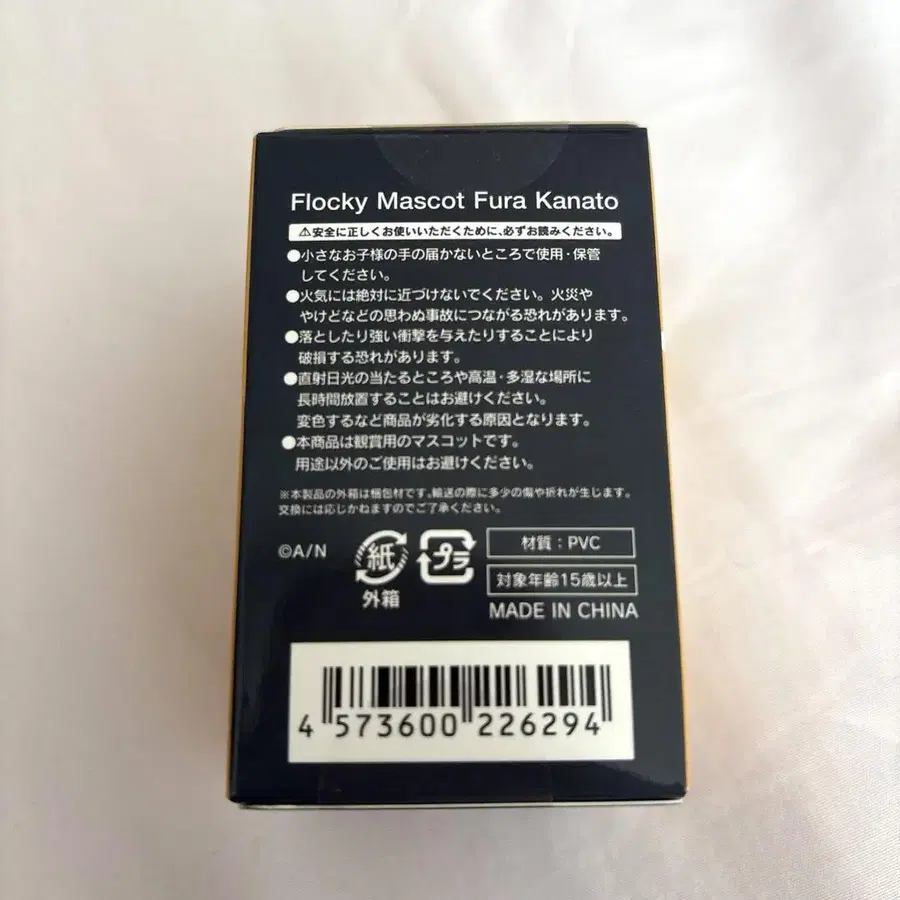 Flocky Mascot Fura Kanato
⚠安全に正しくお使いいただくために、必ずお読みください。
●小さなお子様の手の届かないところで使用・保管
してください。
●火気には絶対に近づけないでください。火災や
やけどなどの思わぬ事故につながる恐れがあります。
●落としたり強い衝撃を与えたりすることにより
破損する恐れがあります。
●直射日光の当たるところや高温・多湿な場所に
長時間放置することはお避けください。
変色するなど商品が劣化する原因となります。
●本商品は観賞用のマスコットです。
用途以外のご使用はお避けください。
※本製品の外箱は梱包材です。輸送の際に多少の傷や折れが生じます。
交換には応じかねますのでご了承ください。
©A/N
紙
外箱
プラ
材質：PVC
対象年齢15歳以上
MADE IN CHINA
4 573600 226294